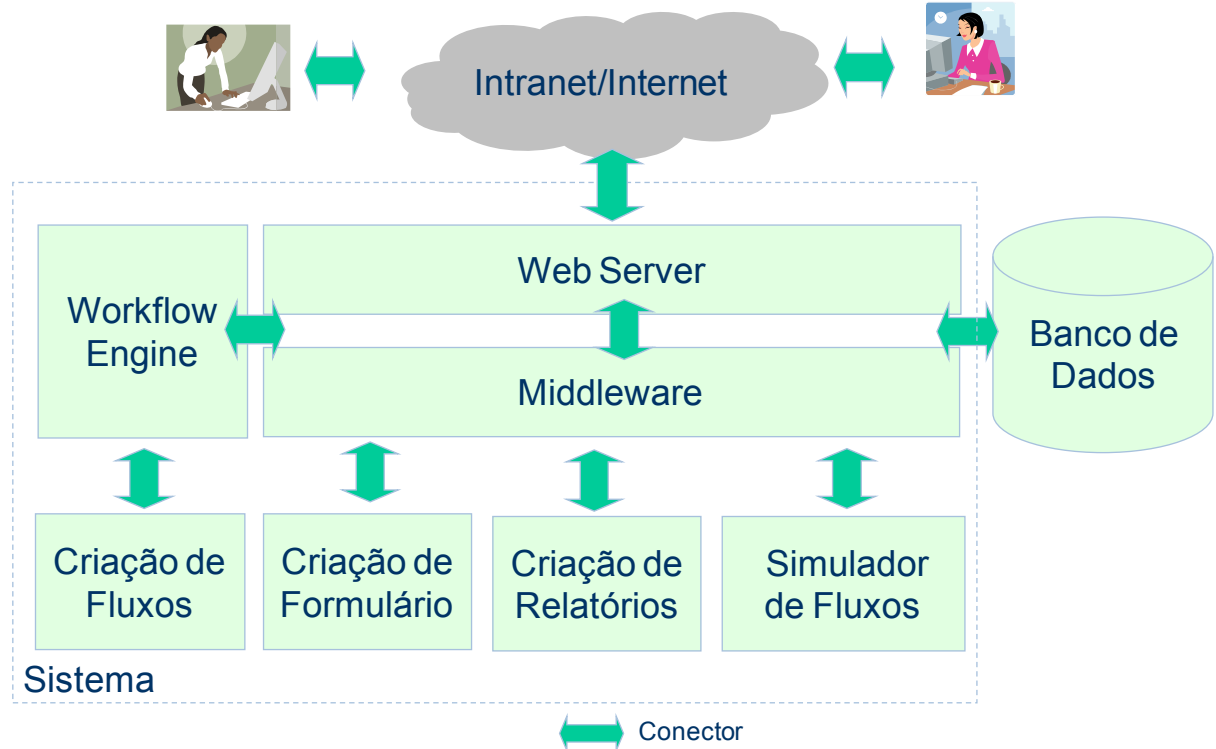 Intranet/Internet
Web Server
Workflow
Engine
Middleware
Banco de
Dados
Criação de
Fluxos
Criação de
Formulário
Criação de
Relatórios
Simulador
de Fluxos
Sistema
Conector